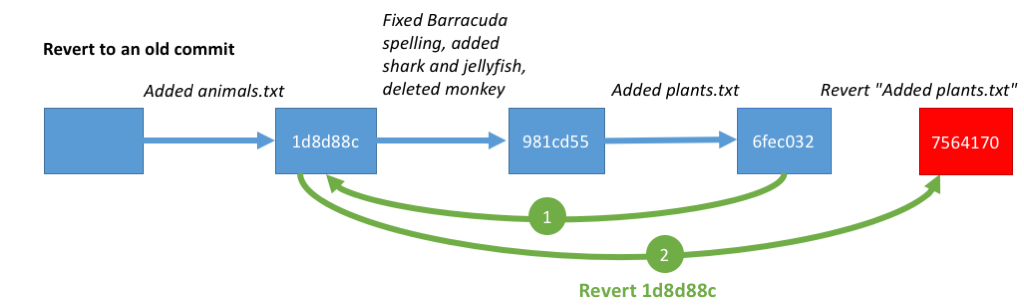 Revert to an old commit
Added animals.txt
Fixed Barracuda
spelling, added
shark and jellyfish,
deleted monkey
Added plants.txt
Revert "Added plants.txt"
1d8d88c
981cd55
6fec032
7564170
1
2
Revert 1d8d88c